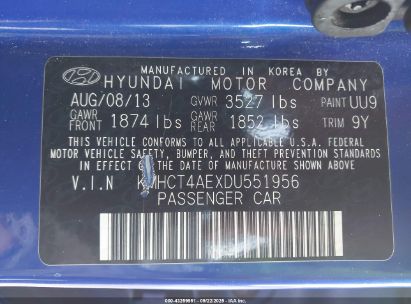 MANUFACTURED IN KOREA BY
HYUNDAI MOTOR COMPANY
AUG/08/13 GVWR 3527 lbs PAINT UU9
GAWR FRONT 1874 lbs GAWR REAR 1852 lbs TRIM 9Y
THIS VEHICLE CONFORMS TO ALL APPLICABLE U.S.A. FEDERAL
MOTOR VEHICLE SAFETY, BUMPER, AND THEFT PREVENTION STANDARDS
IN EFFECT ON THE DATE OF MANUFACTURE SHOWN ABOVE.
V.I.N KMHCT4AEXDU551956
PASSENGER CAR